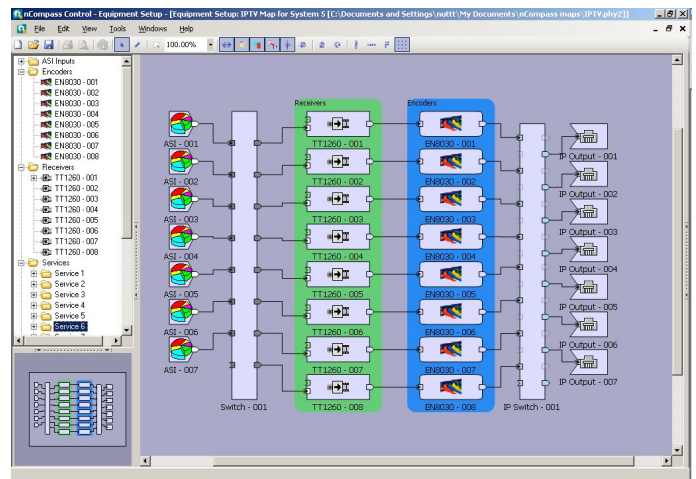 nCompass Control - Equipment Setup - [Equipment Setup: IPTV Map for System 5 [C:\Documents and Settings\nutt\My Documents\nCompass maps\IPTV.phy2]]
File Edit View Tools Windows Help
100.00%
ASI Inputs
Encoders
EN8030 - 001
EN8030 - 002
EN8030 - 003
EN8030 - 004
EN8030 - 005
EN8030 - 006
EN8030 - 007
EN8030 - 008
Receivers
TT1260 - 001
TT1260 - 002
TT1260 - 003
TT1260 - 004
TT1260 - 005
TT1260 - 006
TT1260 - 007
TT1260 - 008
Services
Service 1
Service 2
Service 3
Service 4
Service 5
Service 6
Receivers Encoders
ASI - 001 TT1260 - 001 EN8030 - 001 IP Output - 001
ASI - 002 TT1260 - 002 EN8030 - 002 IP Output - 002
ASI - 003 TT1260 - 003 EN8030 - 003 IP Output - 003
ASI - 004 TT1260 - 004 EN8030 - 004 IP Output - 004
ASI - 005 TT1260 - 005 EN8030 - 005 IP Output - 005
ASI - 006 TT1260 - 006 EN8030 - 006 IP Output - 006
ASI - 007 TT1260 - 007 EN8030 - 007 IP Output - 007
Switch - 001 TT1260 - 008 EN8030 - 008 IP Switch - 001